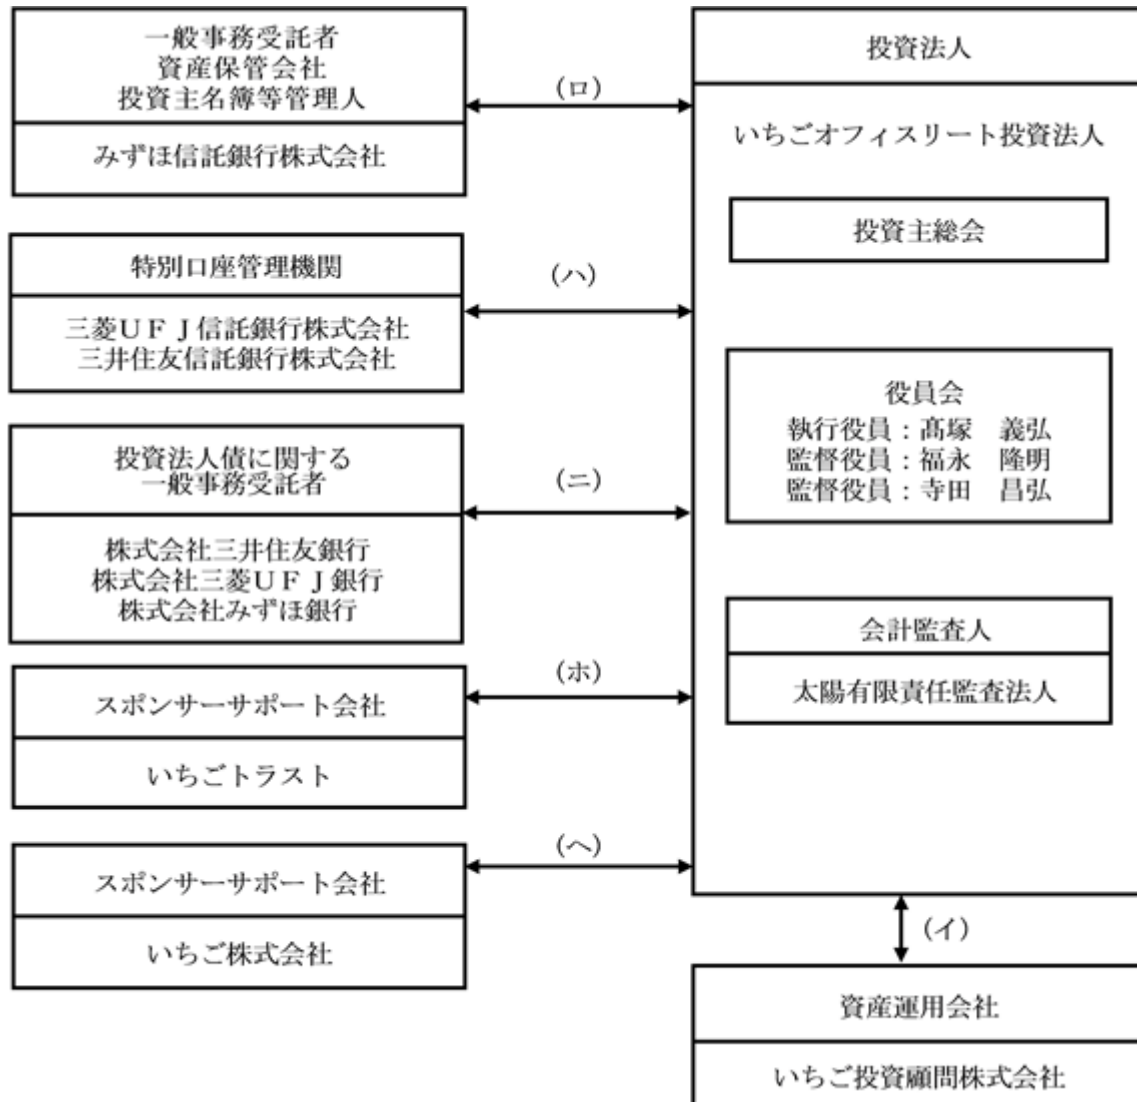 一般事務受託者
資産保管会社
投資主名簿等管理人
みずほ信託銀行株式会社
(ロ)
特別口座管理機関
三菱ＵＦＪ信託銀行株式会社
三井住友信託銀行株式会社
(ハ)
投資法人債に関する
一般事務受託者
株式会社三井住友銀行
株式会社三菱ＵＦＪ銀行
株式会社みずほ銀行
(ニ)
スポンサーサポート会社
いちごトラスト
(ホ)
スポンサーサポート会社
いちご株式会社
(ヘ)
投資法人
いちごオフィスリート投資法人
投資主総会
役員会
執行役員：髙塚　義弘
監督役員：福永　隆明
監督役員：寺田　昌弘
会計監査人
太陽有限責任監査法人
(イ)
資産運用会社
いちご投資顧問株式会社